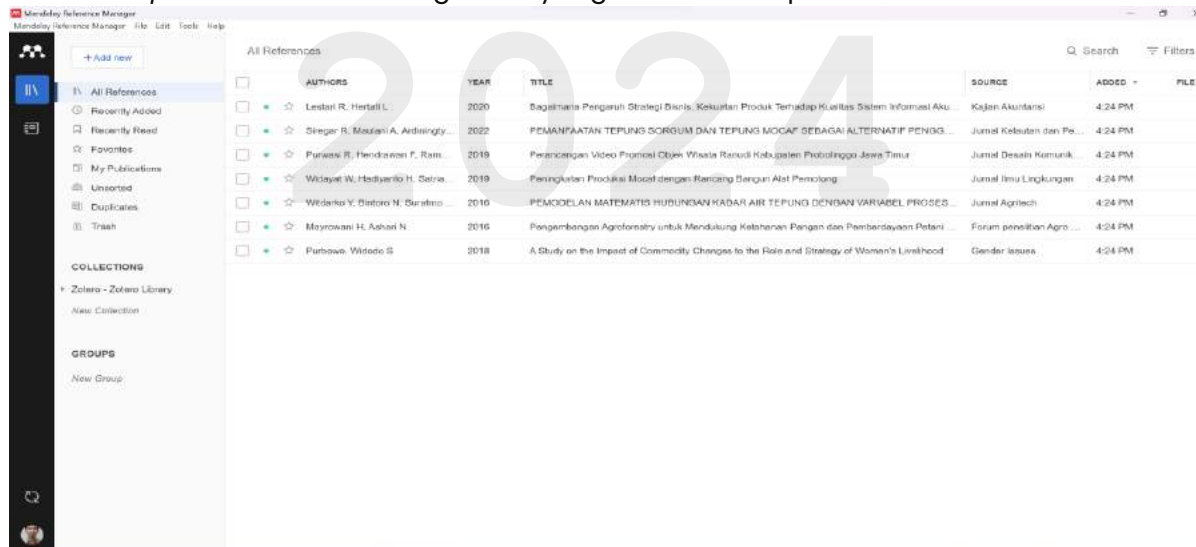 Mendeley Reference Manager
Mendeley Reference Manager File Edit Tools Help
+Add new
All References
Recently Added
Recently Read
Favorites
My Publications
Unsorted
Duplicates
Trash
COLLECTIONS
Zotero - Zotero Library
New Collection
GROUPS
New Group
All References
Search
Filters
2024
AUTHORS YEAR TITLE SOURCE ADDED FILE
Lestari R, Hertati L 2020 Bagaimana Pengaruh Strategi Bisnis, Kekuatan Produk Terhadap Kualitas Sistem Informasi Aku... Kajian Akuntansi 4:24 PM
Siregar R, Maulani A, Ardiningty... 2022 PEMANFAATAN TEPUNG SORGUM DAN TEPUNG MOCAF SEBAGAI ALTERNATIF PENGG... Jurnal Kelautan dan Pe... 4:24 PM
Purwasi R, Hendrawan F, Ram... 2019 Perancangan Video Promosi Objek Wisata Ranudi Kabupaten Probolinggo Jawa Timur Jurnal Desain Komunik... 4:24 PM
Widayat W, Hadiyarto H, Satria... 2019 Peningkatan Produksi Mocaf dengan Rancang Bangun Alat Pemotong Jurnal Ilmu Lingkungan 4:24 PM
Witdarko Y, Bintoro N, Suratmo ... 2016 PEMODELAN MATEMATIS HUBUNGAN KADAR AIR TEPUNG DENGAN VARIABEL PROSES... Jurnal Agritech 4:24 PM
Mayrowani H, Ashari N 2016 Pengembangan Agroforestry untuk Mendukung Ketahanan Pangan dan Pemberdayaan Petani ... Forum penelitian Agro ... 4:24 PM
Purbowo, Widodo S 2018 A Study on the Impact of Commodity Changes to the Role and Strategy of Women's Livelihood Gender Issues 4:24 PM